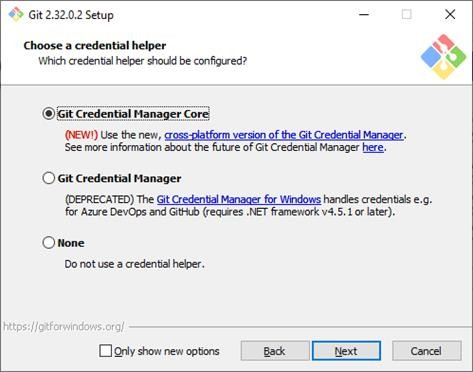 Git 2.32.0.2 Setup
Choose a credential helper
Which credential helper should be configured?
Git Credential Manager Core
(NEW!) Use the new, cross-platform version of the Git Credential Manager.
See more information about the future of Git Credential Manager here.
Git Credential Manager
(DEPRECATED) The Git Credential Manager for Windows handles credentials e.g.
for Azure DevOps and GitHub (requires .NET framework v4.5.1 or later).
None
Do not use a credential helper.
https://gitforwindows.org/
Only show new options
Back
Next
Cancel